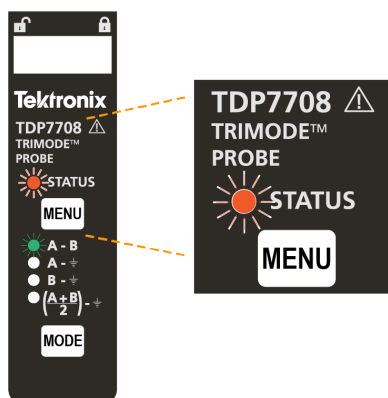 Tektronix
TDP7708 ⚠
TRIMODE™
PROBE
STATUS
MENU
A - B
A - ⏚
B - ⏚
(A+B/2) - ⏚
MODE
TDP7708 ⚠
TRIMODE™
PROBE
STATUS
MENU